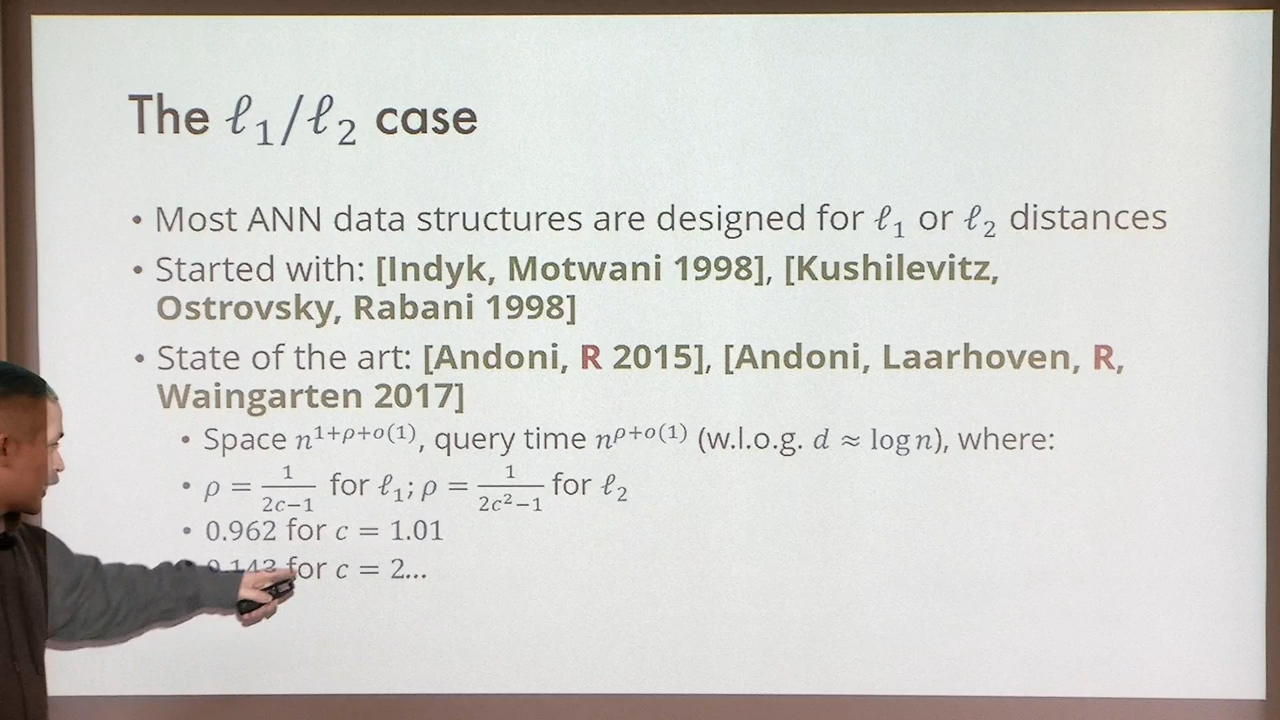 The ℓ₁/ℓ₂ case
• Most ANN data structures are designed for ℓ₁ or ℓ₂ distances
• Started with: [Indyk, Motwani 1998], [Kushilevitz,
Ostrovsky, Rabani 1998]
• State of the art: [Andoni, R 2015], [Andoni, Laarhoven, R,
Waingarten 2017]
• Space n^{1+ρ+o(1)}, query time n^{ρ+o(1)} (w.l.o.g. d ≈ log n), where:
• ρ = 1/(2c−1) for ℓ₁; ρ = 1/(2c²−1) for ℓ₂
• 0.962 for c = 1.01
0.143 for c = 2...